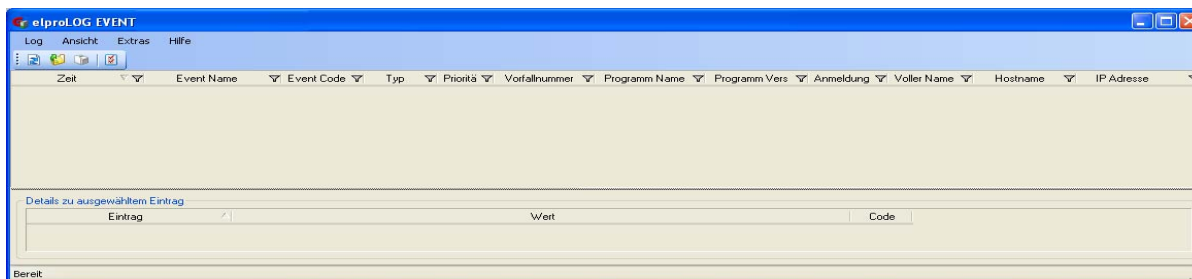 elproLOG EVENT
Log Ansicht Extras Hilfe
Zeit Event Name Event Code Typ Prioritä Vorfallnummer Programm Name Programm Vers Anmeldung Voller Name Hostname IP Adresse
Details zu ausgewähltem Eintrag
Eintrag Wert Code
Bereit